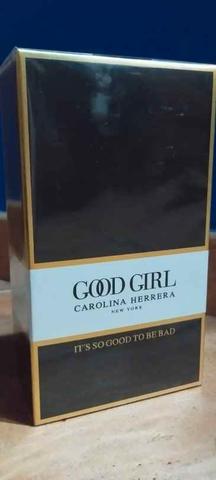 GOOD GIRL
CAROLINA HERRERA
NEW YORK
IT'S SO GOOD TO BE BAD